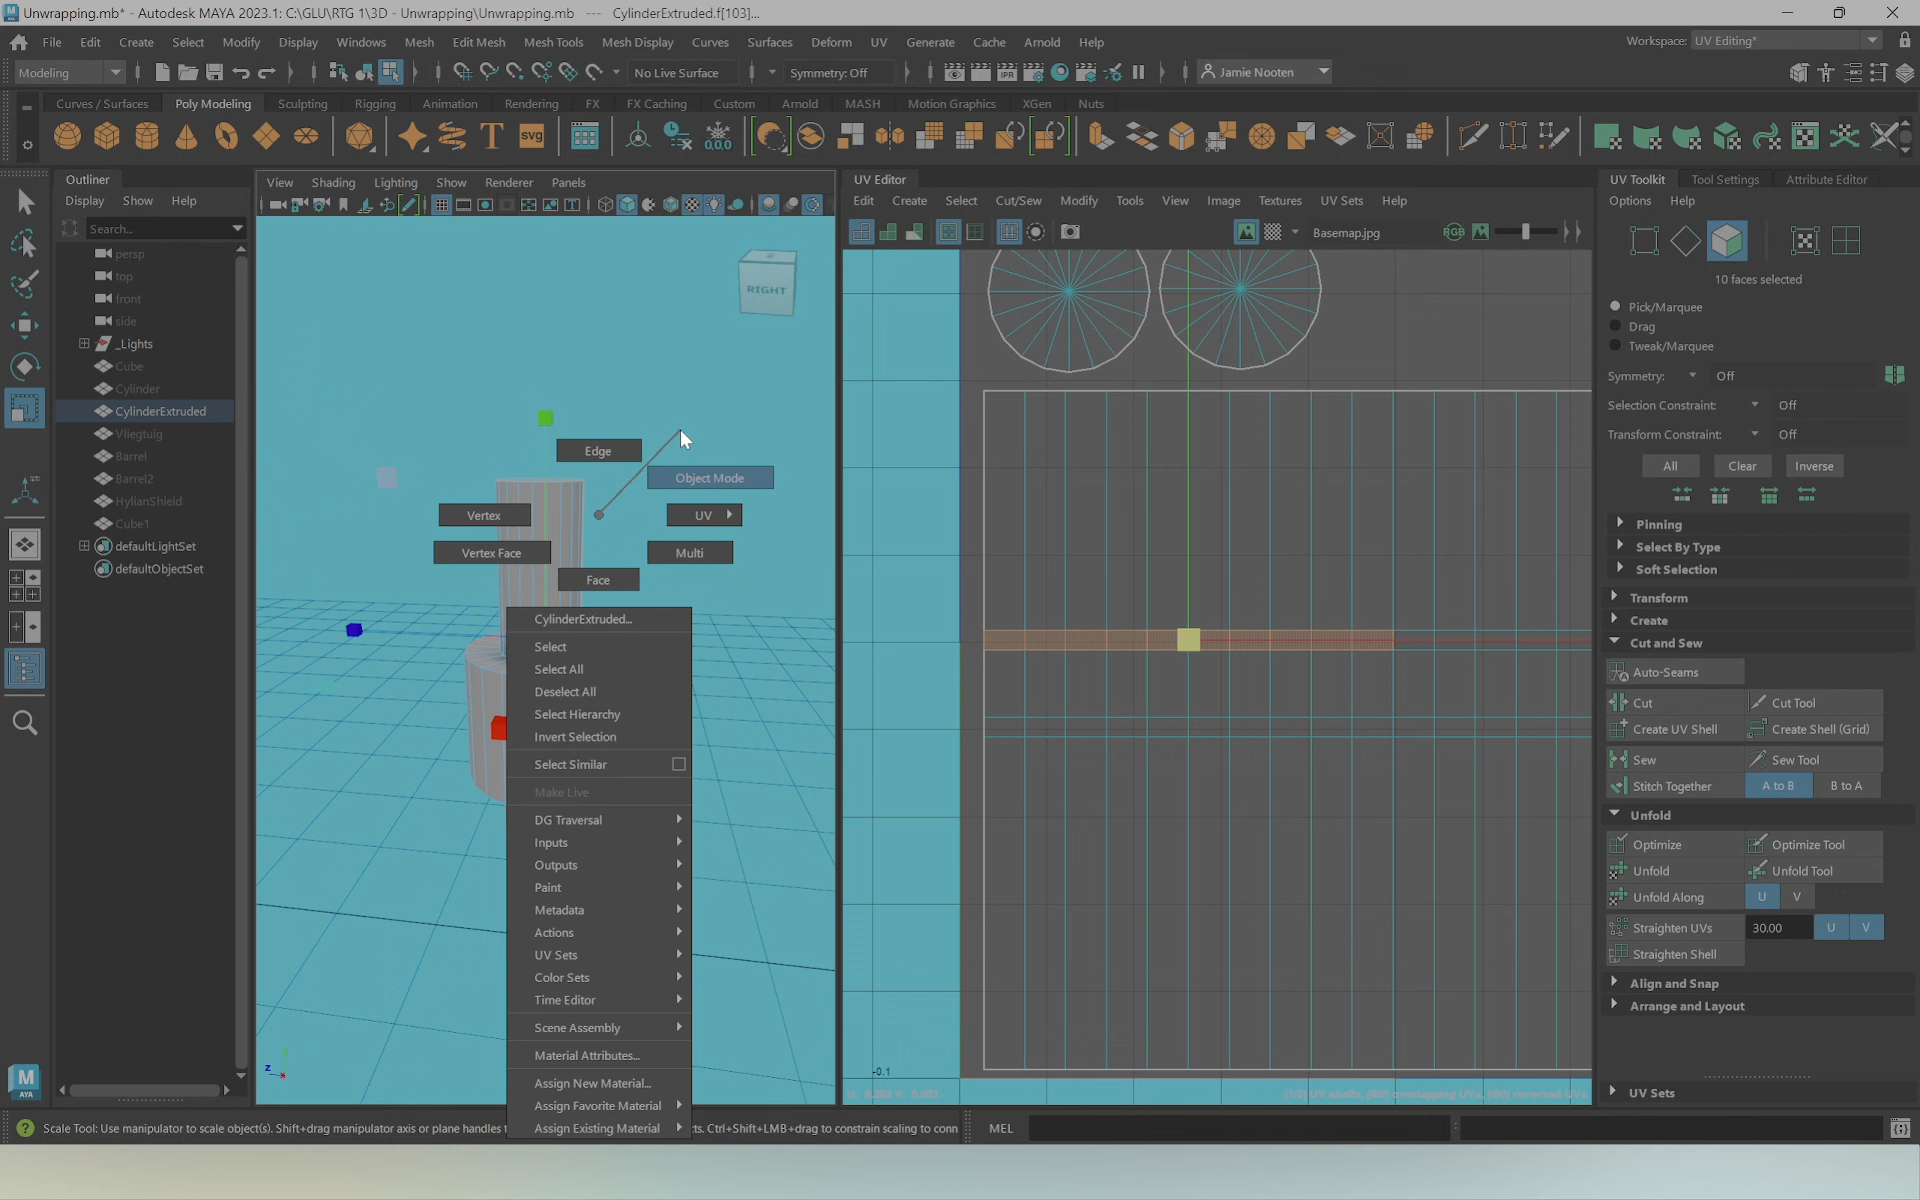 Unwrapping.mb* - Autodesk MAYA 2023.1: C:\GLU\RTG 1\3D - Unwrapping\Unwrapping.mb --- CylinderExtruded.f[103]...
File Edit Create Select Modify Display Windows Mesh Edit Mesh Mesh Tools Mesh Display Curves Surfaces Deform UV Generate Cache Arnold Help
Workspace: UV Editing*
Modeling
No Live Surface
Symmetry: Off
IPR
Jamie Nooten
Curves / Surfaces Poly Modeling Sculpting Rigging Animation Rendering FX FX Caching Custom Arnold MASH Motion Graphics XGen Nuts
T
svg
0,0,0
Outliner
Display Show Help
Search...
persp
top
front
side
_Lights
Cube
Cylinder
CylinderExtruded
Vliegtuig
Barrel
Barrel2
HylianShield
Cube1
defaultLightSet
defaultObjectSet
View Shading Lighting Show Renderer Panels
RIGHT
Edge
Object Mode
Vertex
UV
Vertex Face
Multi
Face
CylinderExtruded...
Select
Select All
Deselect All
Select Hierarchy
Invert Selection
Select Similar
Make Live
DG Traversal
Inputs
Outputs
Paint
Metadata
Actions
UV Sets
Color Sets
Time Editor
Scene Assembly
Material Attributes...
Assign New Material...
Assign Favorite Material
Assign Existing Material
z
x
UV Editor
Edit Create Select Cut/Sew Modify Tools View Image Textures UV Sets Help
Basemap.jpg
RGB
-0.1
UV Toolkit Tool Settings Attribute Editor
Options Help
10 faces selected
Pick/Marquee
Drag
Tweak/Marquee
Symmetry: Off
Selection Constraint: Off
Transform Constraint: Off
All Clear Inverse
Pinning
Select By Type
Soft Selection
Transform
Create
Cut and Sew
Auto-Seams
Cut Cut Tool
Create UV Shell Create Shell (Grid)
Sew Sew Tool
Stitch Together A to B B to A
Unfold
Optimize Optimize Tool
Unfold Unfold Tool
Unfold Along U V
Straighten UVs 30.00 U V
Straighten Shell
Align and Snap
Arrange and Layout
UV Sets
M
AYA
Scale Tool: Use manipulator to scale object(s). Shift+drag manipulator axis or plane handles
cts. Ctrl+Shift+LMB+drag to constrain scaling to conn
MEL